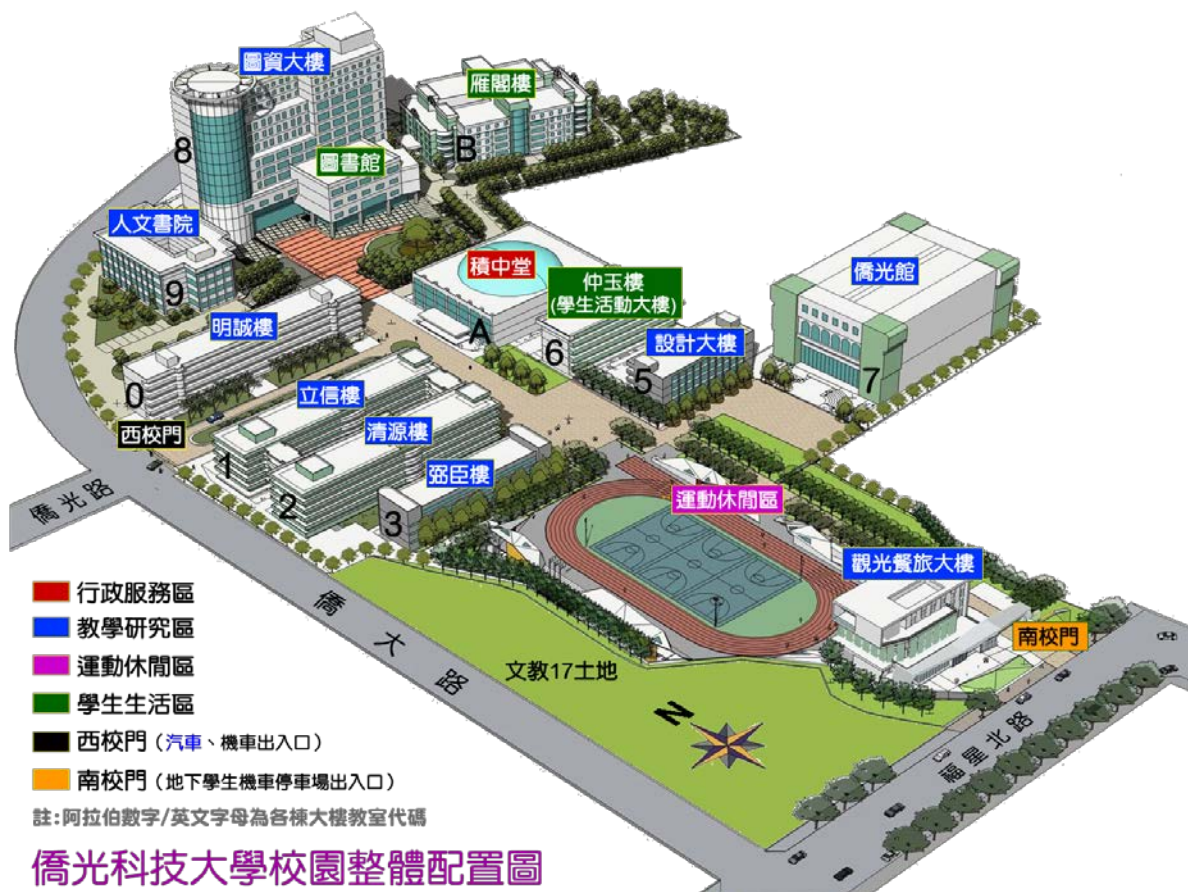 圖資大樓
雁閣樓
8
B
圖書館
人文書院
9
積中堂
仲玉樓
(學生活動大樓)
僑光館
A
明誠樓
6
設計大樓
5
7
0
立信樓
西校門
清源樓
1
弼臣樓
2
3
運動休閒區
僑光路
觀光餐旅大樓
南校門
僑大路
文教17土地
N
福星北路
行政服務區
教學研究區
運動休閒區
學生生活區
西校門（汽車、機車出入口）
南校門（地下學生機車停車場出入口）
註:阿拉伯數字/英文字母為各棟大樓教室代碼
僑光科技大學校園整體配置圖